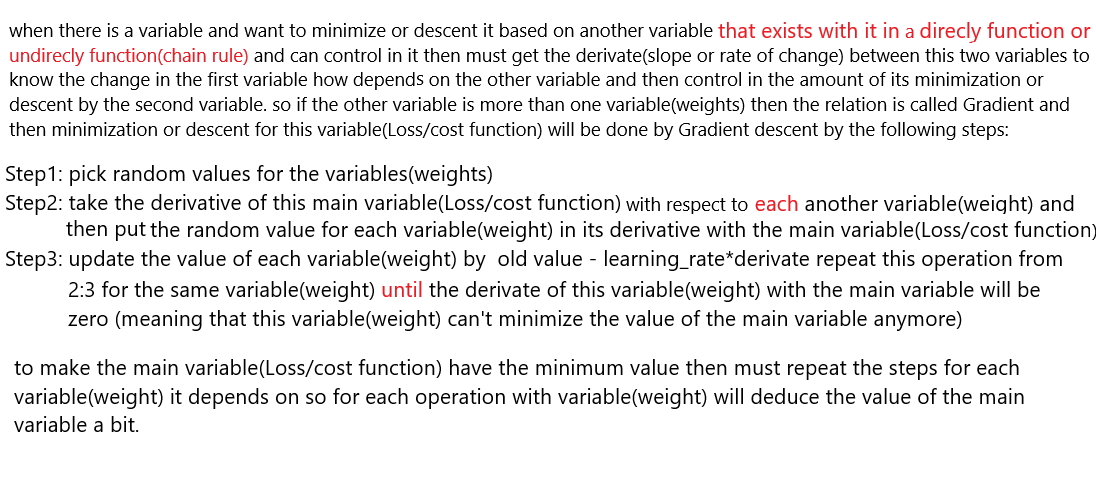 when there is a variable and want to minimize or descent it based on another variable that exists with it in a direcly function or
undirecly function(chain rule) and can control in it then must get the derivate(slope or rate of change) between this two variables to
know the change in the first variable how depends on the other variable and then control in the amount of its minimization or
descent by the second variable. so if the other variable is more than one variable(weights) then the relation is called Gradient and
then minimization or descent for this variable(Loss/cost function) will be done by Gradient descent by the following steps:
Step1: pick random values for the variables(weights)
Step2: take the derivative of this main variable(Loss/cost function) with respect to each another variable(weight) and
then put the random value for each variable(weight) in its derivative with the main variable(Loss/cost function)
Step3: update the value of each variable(weight) by old value - learning_rate*derivate repeat this operation from
2:3 for the same variable(weight) until the derivate of this variable(weight) with the main variable will be
zero (meaning that this variable(weight) can't minimize the value of the main variable anymore)
to make the main variable(Loss/cost function) have the minimum value then must repeat the steps for each
variable(weight) it depends on so for each operation with variable(weight) will deduce the value of the main
variable a bit.